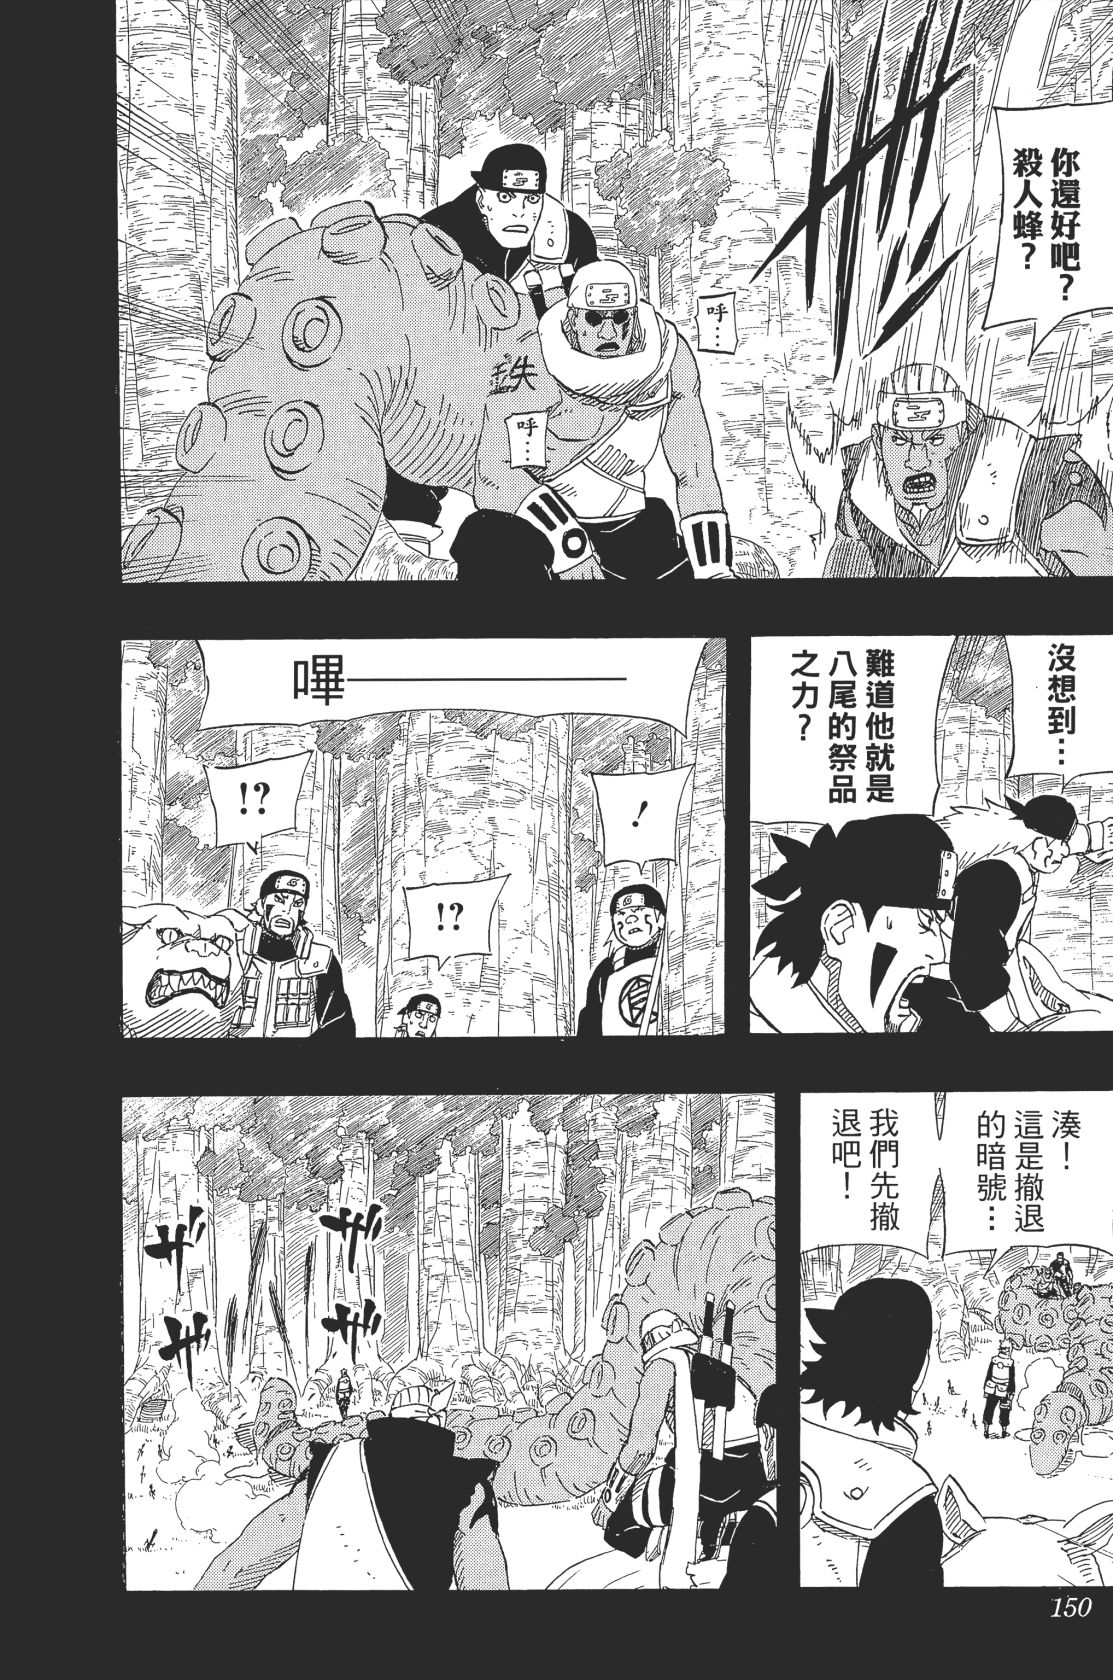 你還好吧？
殺人蜂？
ザッ
呼…
鉄
呼…
沒想到…
難道他就是
八尾的祭品
之力？
嗶——————
！
!?
!?
湊！
這是撤退
的暗號…
我們先撤
退吧！
ザザ
ザザ
150